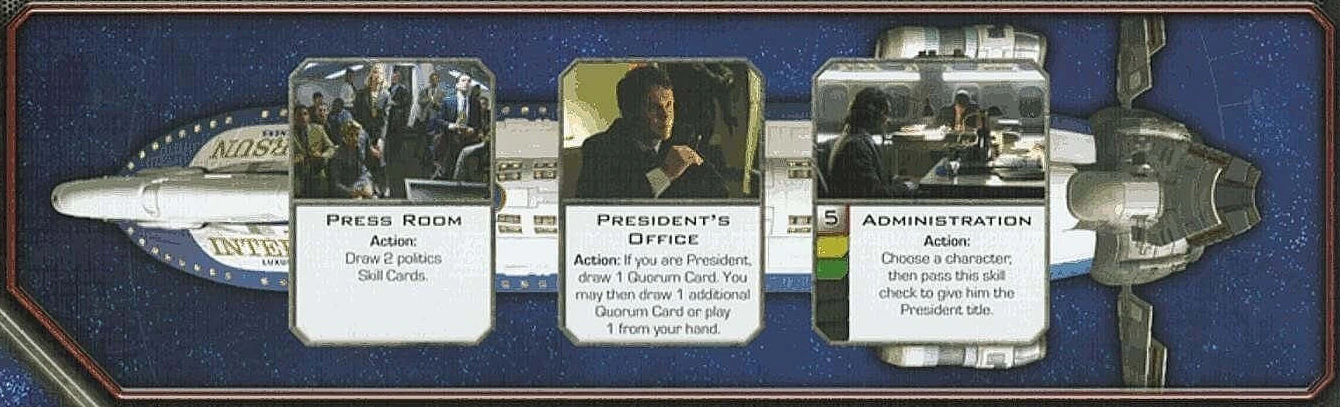 INTER
PRESS ROOM
Action:
Draw 2 politics
Skill Cards.
PRESIDENT'S
OFFICE
Action: If you are President,
draw 1 Quorum Card. You
may then draw 1 additional
Quorum Card or play
1 from your hand.
5
ADMINISTRATION
Action:
Choose a character,
then pass this skill
check to give him the
President title.